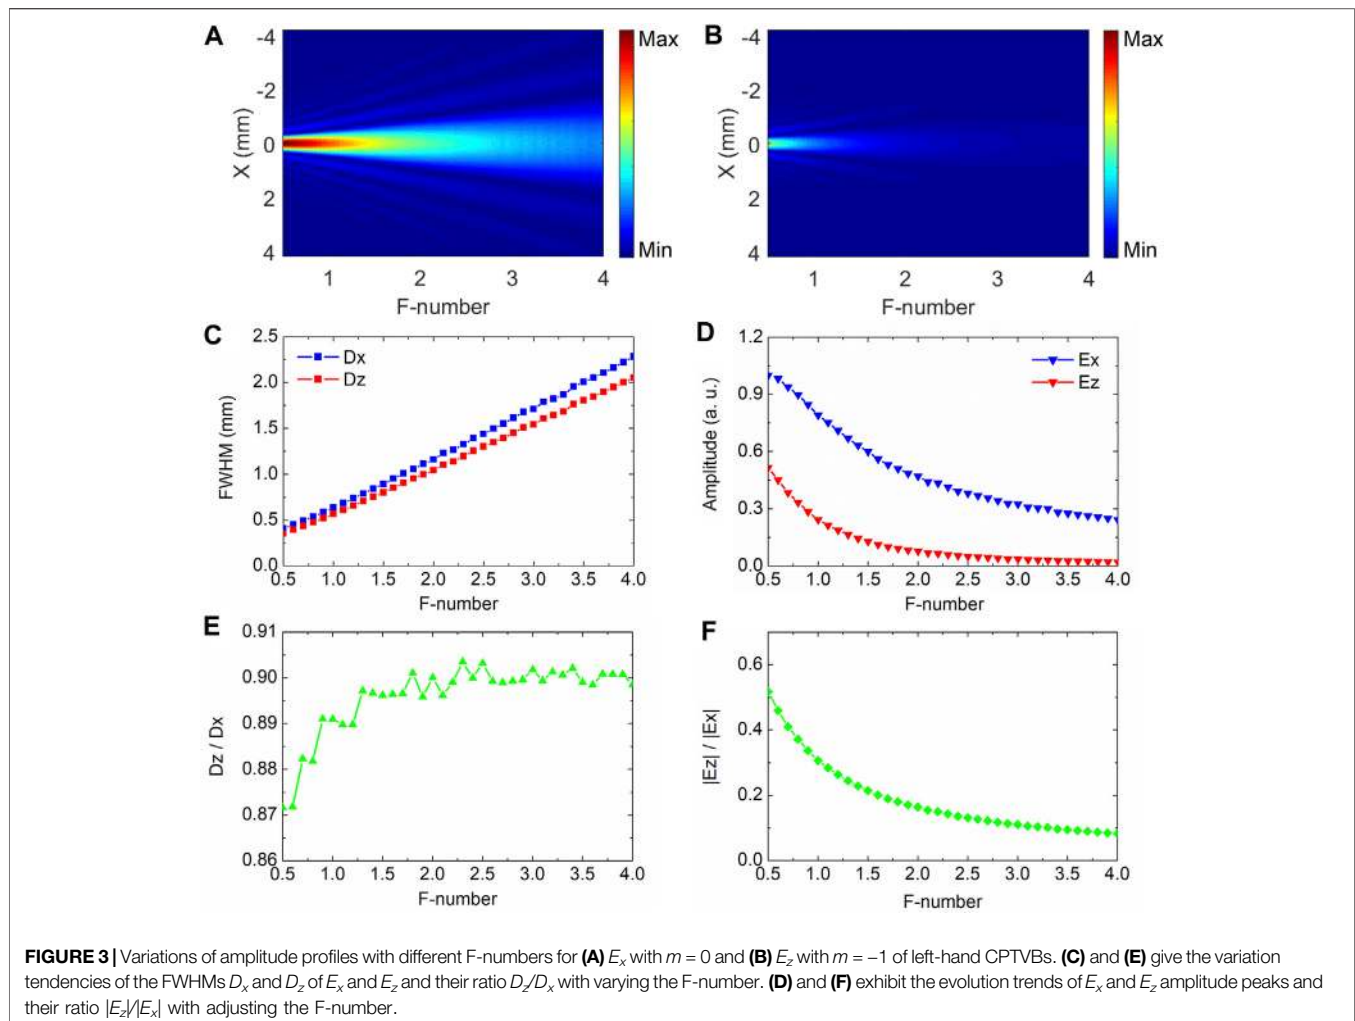 A
-4
-2
0
2
4
X (mm)
1
2
3
4
F-number
Max
Min
B
-4
-2
0
2
4
X (mm)
1
2
3
4
F-number
Max
Min
C
2.5
2.0
1.5
1.0
0.5
0.0
FWHM (mm)
Dx
Dz
0.5 1.0 1.5 2.0 2.5 3.0 3.5 4.0
F-number
D
1.2
0.9
0.6
0.3
0.0
Amplitude (a. u.)
Ex
Ez
0.5 1.0 1.5 2.0 2.5 3.0 3.5 4.0
F-number
E
0.91
0.90
0.89
0.88
0.87
0.86
Dz / Dx
0.5 1.0 1.5 2.0 2.5 3.0 3.5 4.0
F-number
F
0.6
0.4
0.2
0.0
|Ez| / |Ex|
0.5 1.0 1.5 2.0 2.5 3.0 3.5 4.0
F-number
FIGURE 3 | Variations of amplitude profiles with different F-numbers for (A) Ex with m = 0 and (B) Ez with m = −1 of left-hand CPTVBs. (C) and (E) give the variation
tendencies of the FWHMs Dx and Dz of Ex and Ez and their ratio Dz/Dx with varying the F-number. (D) and (F) exhibit the evolution trends of Ex and Ez amplitude peaks and
their ratio |Ez|/|Ex| with adjusting the F-number.